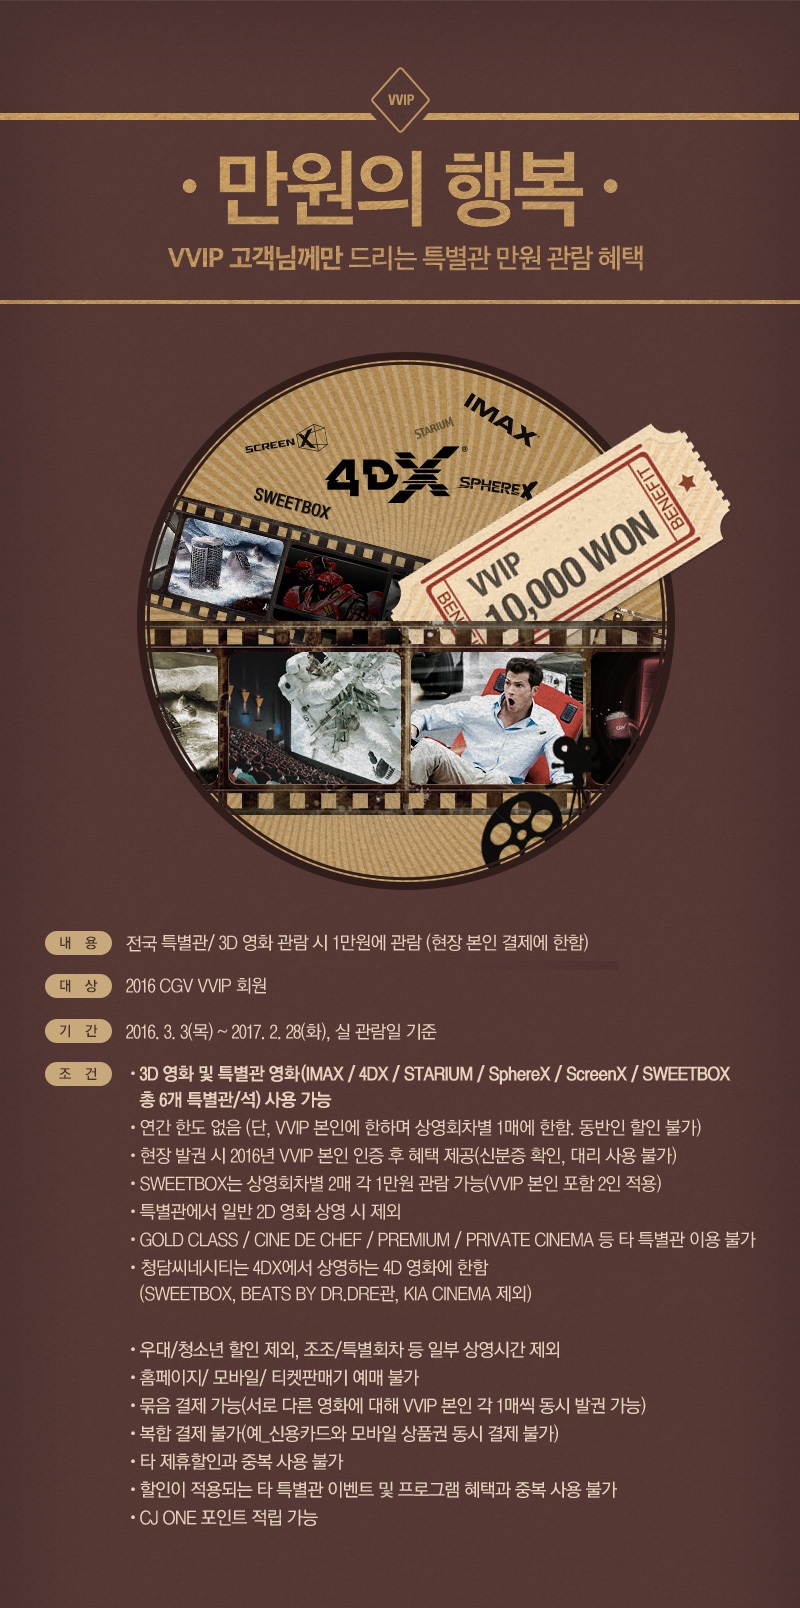 VVIP
· 만원의 행복 ·
VVIP 고객님께만 드리는 특별관 만원 관람 혜택
IMAX
STARIUM
SCREEN X
4DX®
SPHEREX
SWEETBOX
BENEFIT
VVIP
10,000 WON
내 용 전국 특별관/ 3D 영화 관람 시 1만원에 관람 (현장 본인 결제에 한함)
대 상 2016 CGV VVIP 회원
기 간 2016. 3. 3(목) ~ 2017. 2. 28(화), 실 관람일 기준
조 건 · 3D 영화 및 특별관 영화(IMAX / 4DX / STARIUM / SphereX / ScreenX / SWEETBOX
총 6개 특별관/석) 사용 가능
· 연간 한도 없음 (단, VVIP 본인에 한하며 상영회차별 1매에 한함. 동반인 할인 불가)
· 현장 발권 시 2016년 VVIP 본인 인증 후 혜택 제공(신분증 확인, 대리 사용 불가)
· SWEETBOX는 상영회차별 2매 각 1만원 관람 가능(VVIP 본인 포함 2인 적용)
· 특별관에서 일반 2D 영화 상영 시 제외
· GOLD CLASS / CINE DE CHEF / PREMIUM / PRIVATE CINEMA 등 타 특별관 이용 불가
· 청담씨네시티는 4DX에서 상영하는 4D 영화에 한함
(SWEETBOX, BEATS BY DR.DRE관, KIA CINEMA 제외)
· 우대/청소년 할인 제외, 조조/특별회차 등 일부 상영시간 제외
· 홈페이지/ 모바일/ 티켓판매기 예매 불가
· 묶음 결제 가능(서로 다른 영화에 대해 VVIP 본인 각 1매씩 동시 발권 가능)
· 복합 결제 불가(예_신용카드와 모바일 상품권 동시 결제 불가)
· 타 제휴할인과 중복 사용 불가
· 할인이 적용되는 타 특별관 이벤트 및 프로그램 혜택과 중복 사용 불가
· CJ ONE 포인트 적립 가능